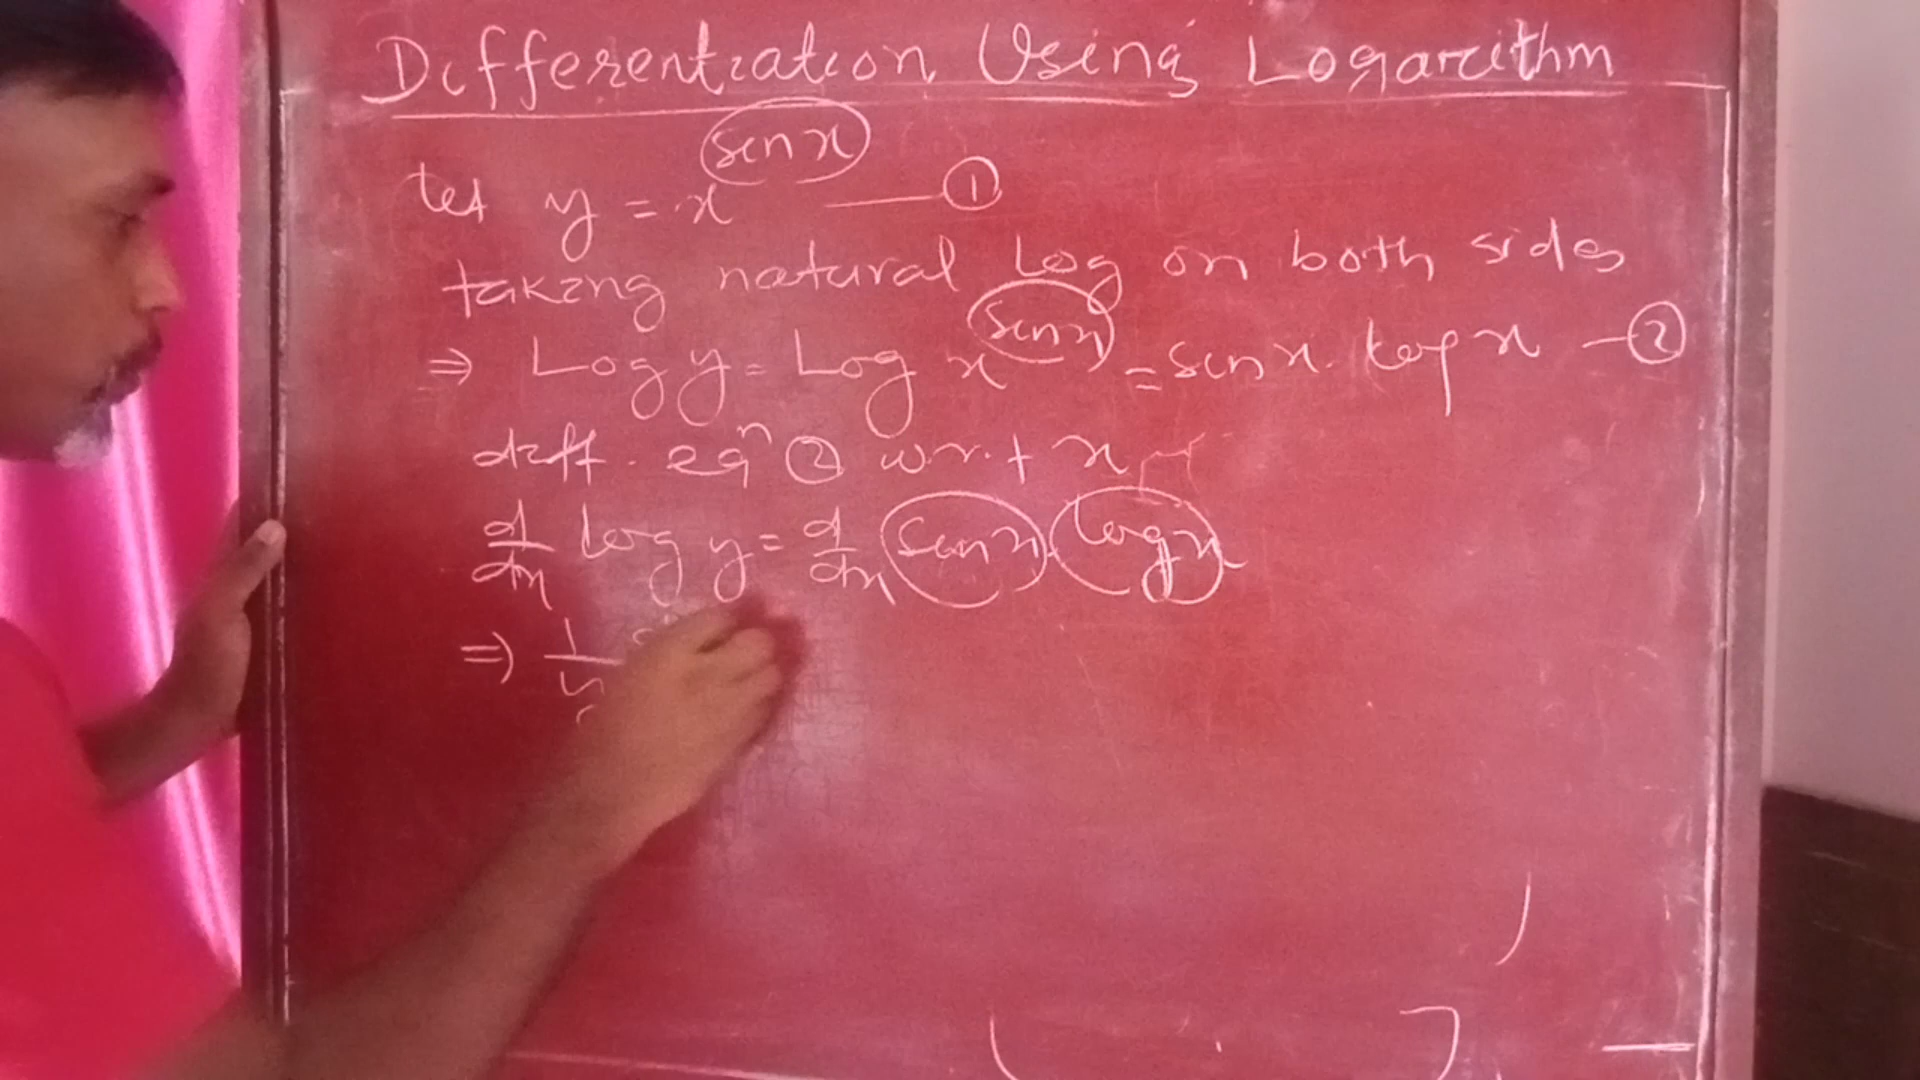 Differentiation Using Logarithm
let y = x^sin x —— ①
taking natural Log on both sides
⇒ Log y = Log x^sin x = sin x . log x — ②
diff. eqⁿ ② w.r.t x
d/dx log y = d/dx sin x . log x
⇒ 1/y